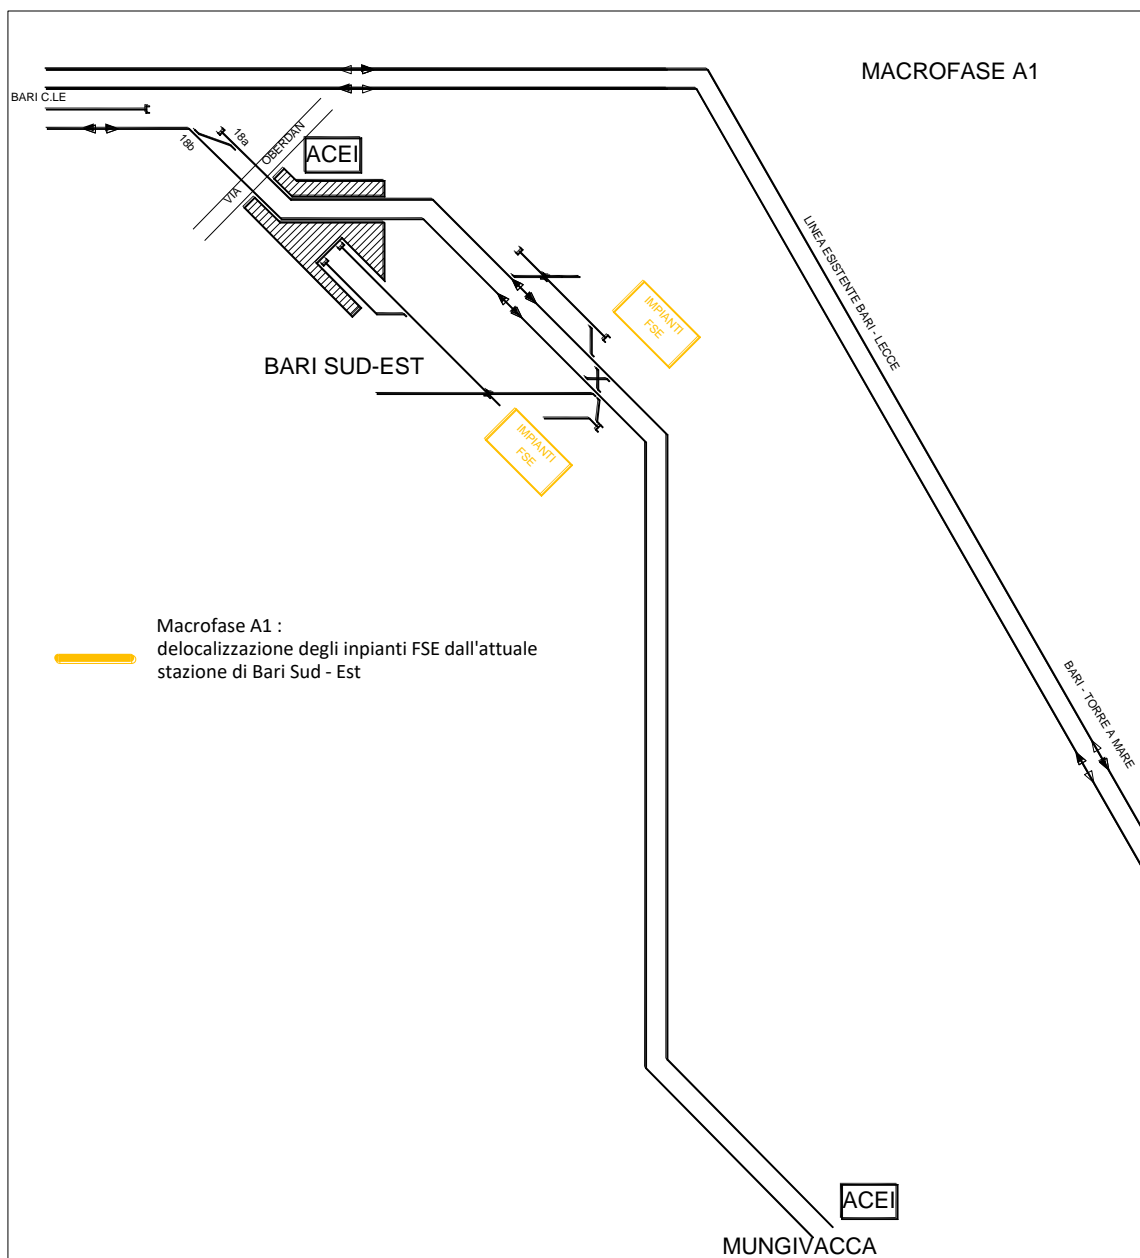 MACROFASE A1
BARI C.LE
18b
18a
VIA OBERDAN
ACEI
LINEA ESISTENTE BARI - LECCE
IMPIANTI
FSE
BARI SUD-EST
IMPIANTI
FSE
Macrofase A1 :
delocalizzazione degli inpianti FSE dall'attuale
stazione di Bari Sud - Est
BARI - TORRE A MARE
ACEI
MUNGIVACCA